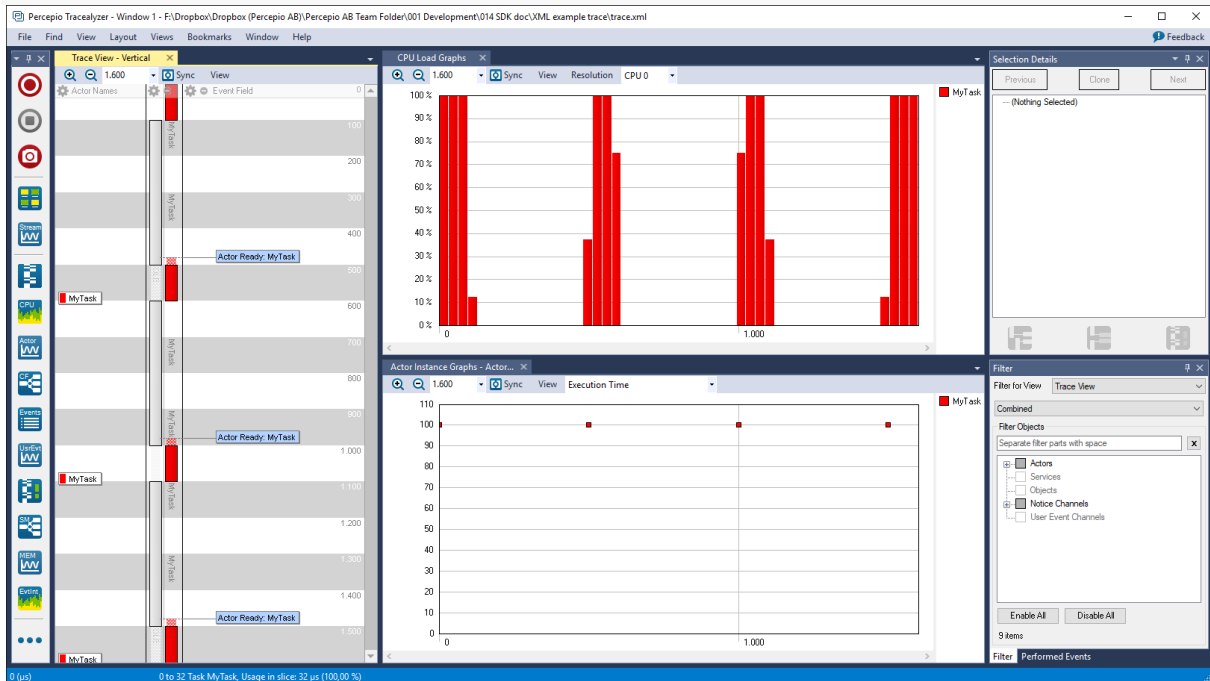 Percepio Tracealyzer - Window 1 - F:\Dropbox\Dropbox (Percepio AB)\Percepio AB Team Folder\001 Development\014 SDK doc\XML example trace\trace.xml
File Find View Layout Views Bookmarks Window Help
Feedback
Trace View - Vertical
1.600 Sync View
Actor Names
Event Field
0
100
200
300
400
500
600
700
800
900
1.000
1.100
1.200
1.300
1.400
1.500
MyTask
MyTask
MyTask
MyTask
MyTask
MyTask
Actor Ready: MyTask
MyTask
Actor Ready: MyTask
MyTask
Actor Ready: MyTask
MyTask
Stream
CPU
Actor
CF
Events
UsrEvt
SM
MEM
EvtInt
CPU Load Graphs
1.600 Sync View Resolution CPU 0
100 %
90 %
80 %
70 %
60 %
50 %
40 %
30 %
20 %
10 %
0 %
0 1.000
MyTask
Actor Instance Graphs - Actor...
1.600 Sync View Execution Time
110
100
90
80
70
60
50
40
30
20
10
0
0 1.000
MyTask
Selection Details
Previous Clone Next
(Nothing Selected)
Filter
Filter for View Trace View
Combined
Filter Objects
Separate filter parts with space x
Actors
Services
Objects
Notice Channels
User Event Channels
Enable All Disable All
9 items
Filter Performed Events
0 (µs) 0 to 32 Task MyTask, Usage in slice: 32 µs (100,00 %)